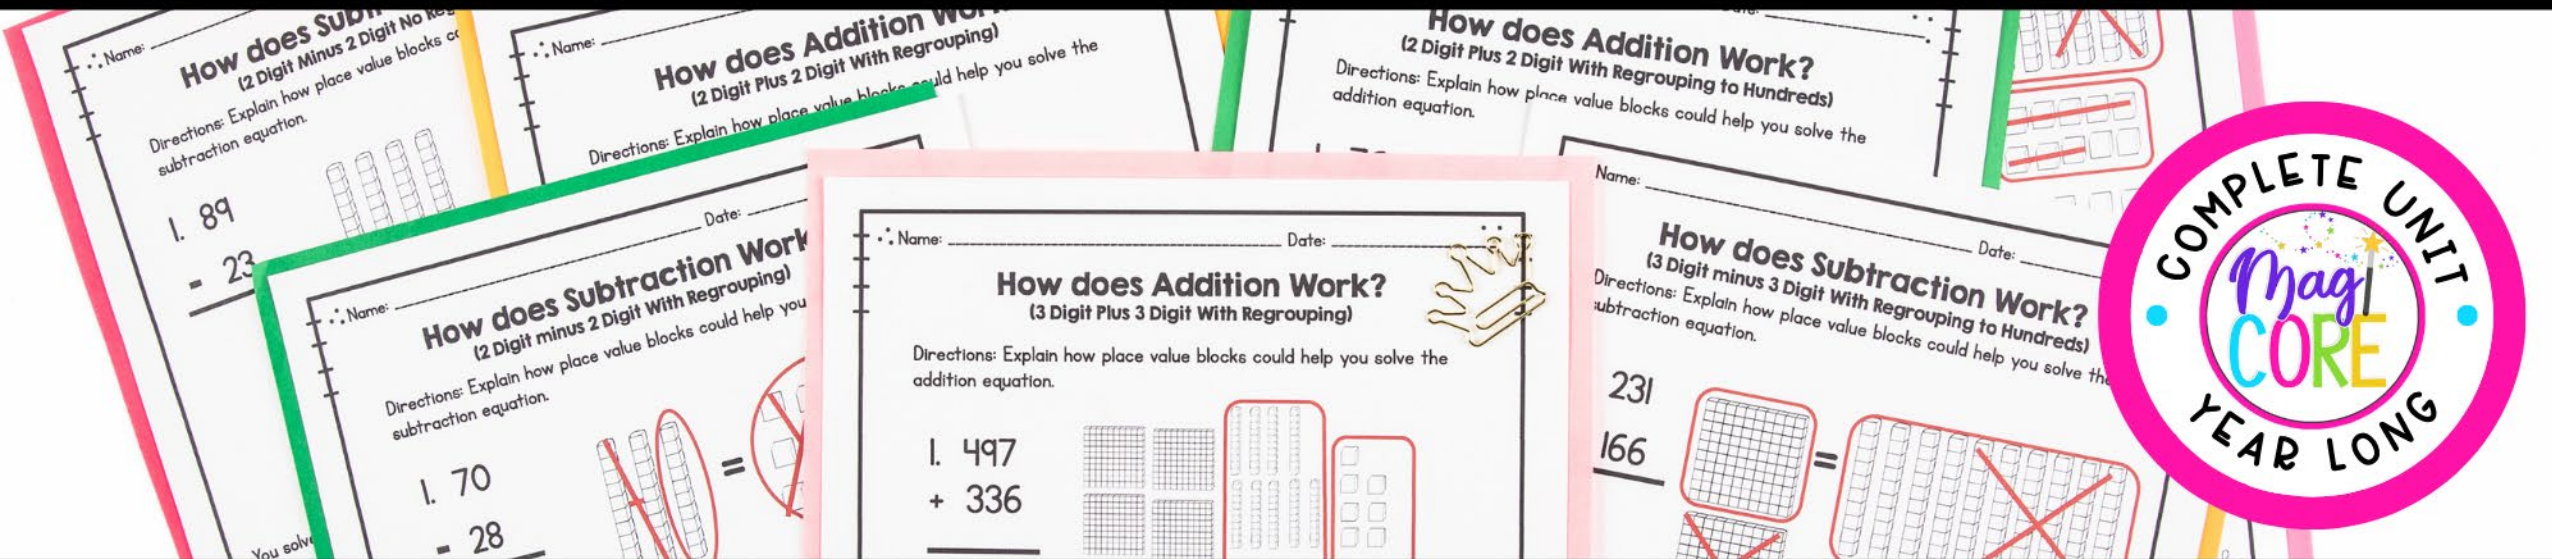 Name:
How does
(2 Digit Minus 2 Digit No
Directions: Explain how place value blocks
subtraction equation.
1. 89
- 23
Name:
How does Addition
(2 Digit Plus 2 Digit With Regrouping)
Directions: Explain how place value blocks could help you solve the
How does Addition Work?
(2 Digit Plus 2 Digit With Regrouping to Hundreds)
Directions: Explain how place value blocks could help you solve the
addition equation.
Name: Date:
How does Subtraction Work
(2 Digit minus 2 Digit With Regrouping)
Directions: Explain how place value blocks could help you
subtraction equation.
1. 70
- 28
You solve
Name: Date:
How does Addition Work?
(3 Digit Plus 3 Digit With Regrouping)
Directions: Explain how place value blocks could help you solve the
addition equation.
1. 497
+ 336
Name:
Date:
How does Subtraction Work?
(3 Digit minus 3 Digit With Regrouping to Hundreds)
Directions: Explain how place value blocks could help you solve the
subtraction equation.
231
166
=
=
COMPLETE UNIT
Magi
CORE
YEAR LONG